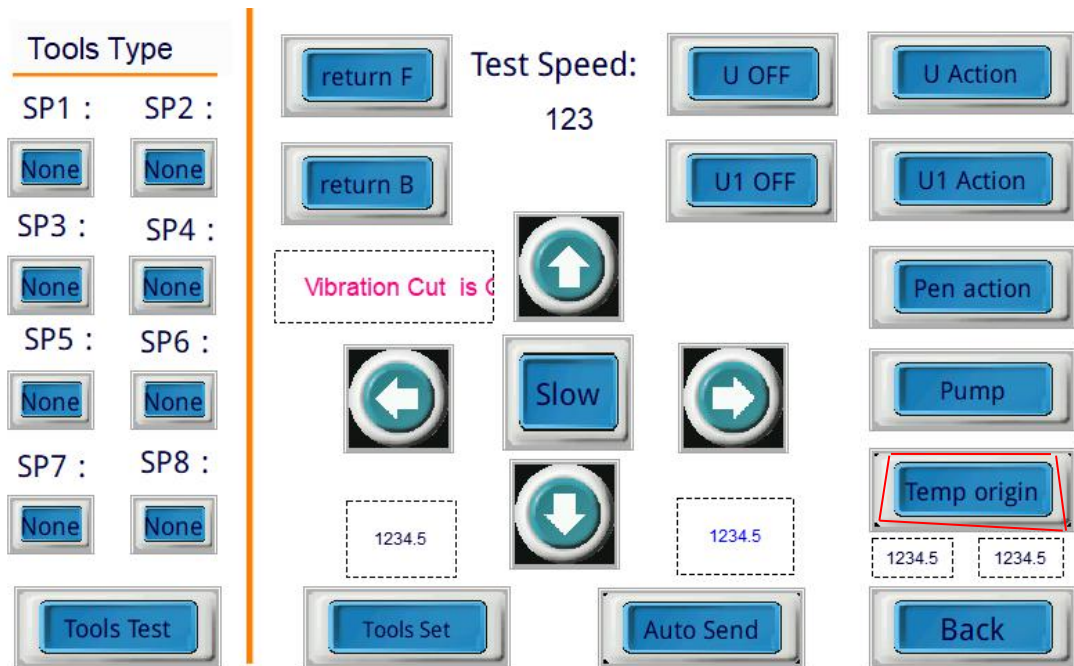 Tools Type
SP1 : SP2 :
None None
SP3 : SP4 :
None None
SP5 : SP6 :
None None
SP7 : SP8 :
None None
Tools Test
return F
Test Speed:
123
U OFF
U Action
return B
U1 OFF
U1 Action
Vibration Cut is
Pen action
Slow
Pump
Temp origin
1234.5
1234.5
1234.5 1234.5
Tools Set
Auto Send
Back